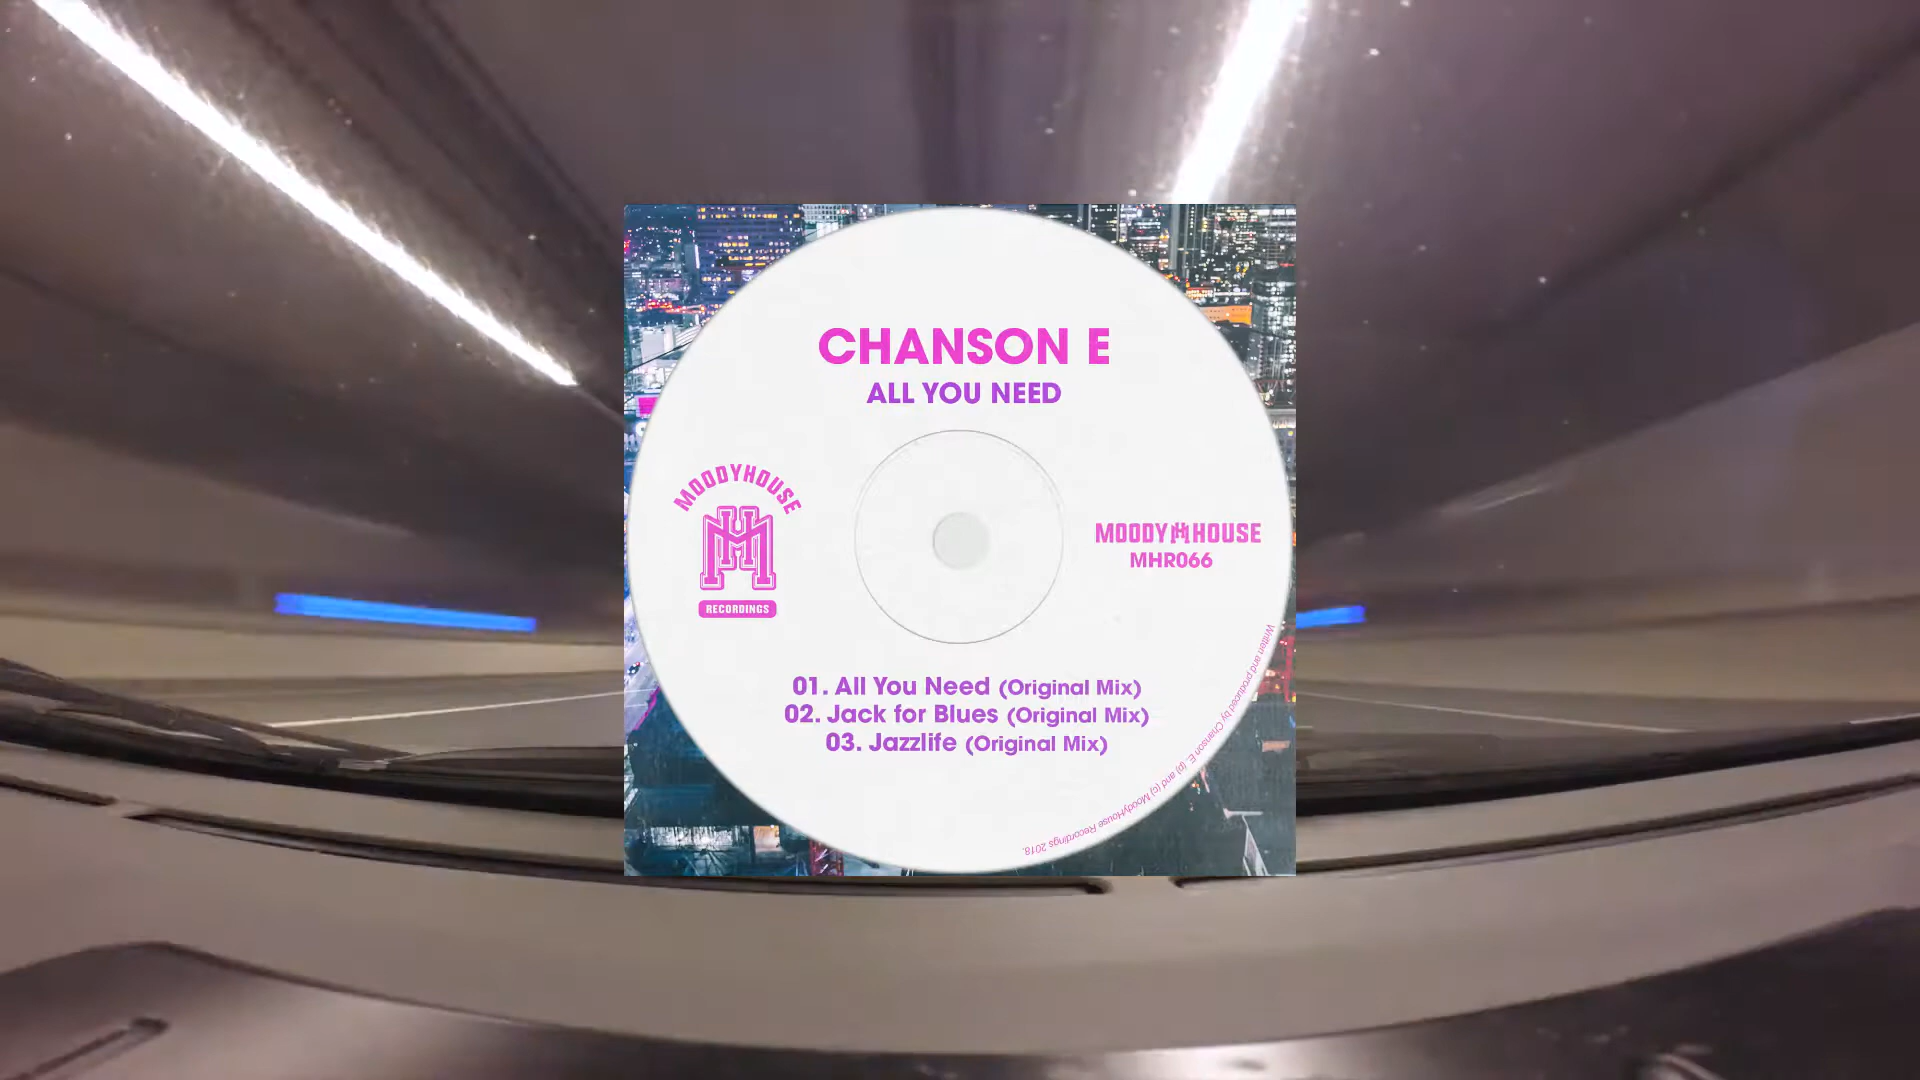 CHANSON E
ALL YOU NEED
MOODYHOUSE
RECORDINGS
MOODY HOUSE
MHR066
01. All You Need (Original Mix)
02. Jack for Blues (Original Mix)
03. Jazzlife (Original Mix)
Written and produced by Chanson E. (p) and (c) MoodyHouse Recordings 2018.